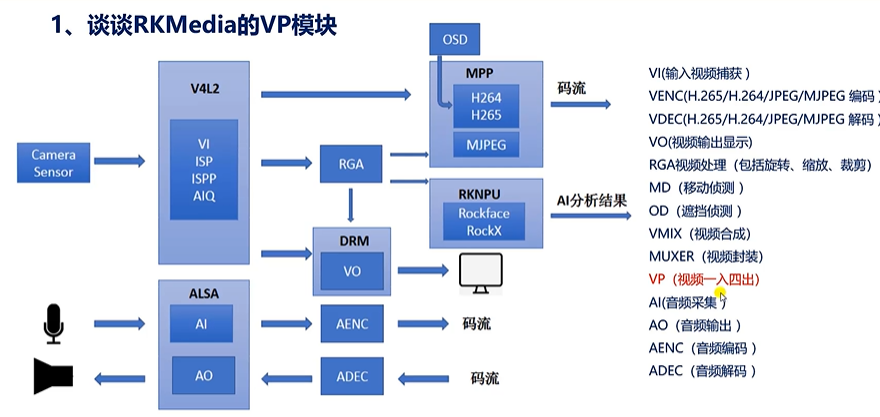 1、谈谈RKMedia的VP模块
OSD
V4L2
MPP
H264
H265
MJPEG
码流
VI
ISP
ISPP
AIQ
Camera
Sensor
RGA
RKNPU
Rockface
RockX
AI分析结果
DRM
VO
ALSA
AI
AENC
码流
AO
ADEC
码流
VI(输入视频捕获 )
VENC(H.265/H.264/JPEG/MJPEG 编码 )
VDEC(H.265/H.264/JPEG/MJPEG 解码 )
VO(视频输出显示)
RGA视频处理（包括旋转、缩放、裁剪）
MD（移动侦测 ）
OD（遮挡侦测 ）
VMIX（视频合成）
MUXER（视频封装）
VP（视频一入四出）
AI(音频采集 ）
AO（音频输出 ）
AENC（音频编码 ）
ADEC（音频解码 ）